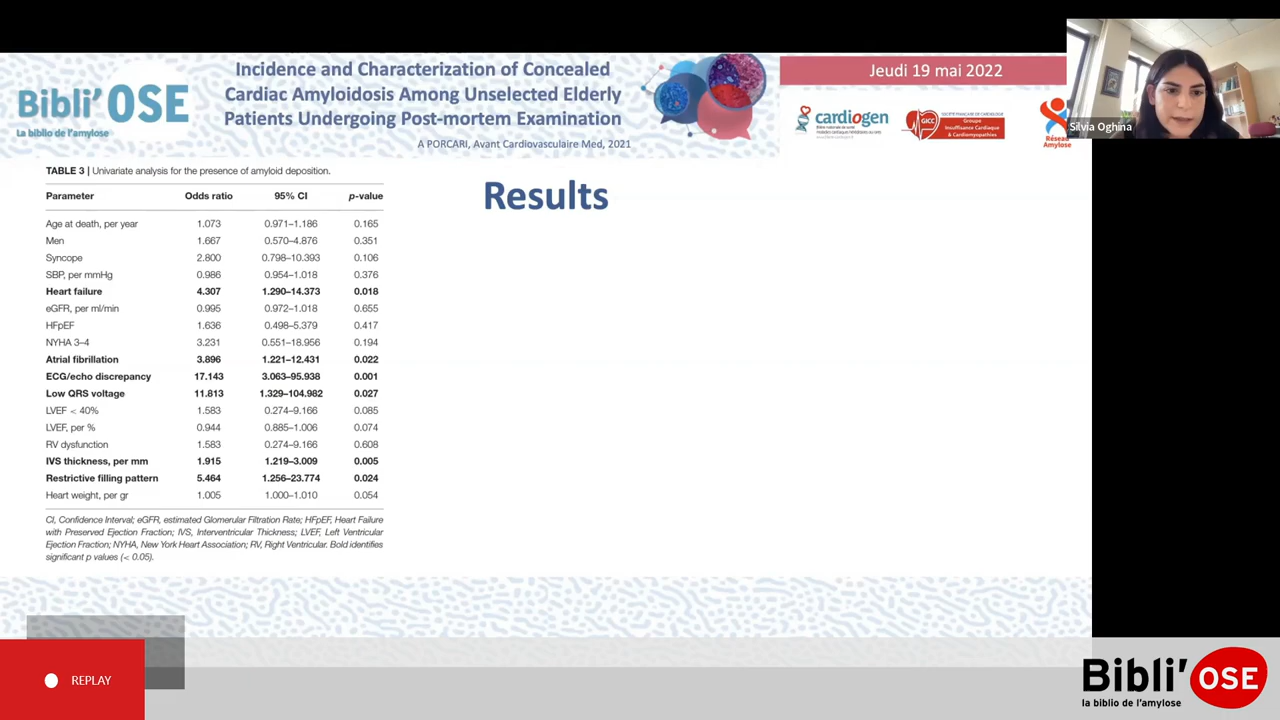 Bibli'OSE
La biblio de l'amylose
Incidence and Characterization of Concealed
Cardiac Amyloidosis Among Unselected Elderly
Patients Undergoing Post-mortem Examination
A PORCARI, Avant Cardiovasculaire Med, 2021
Jeudi 19 mai 2022
cardiogen
GICC
Groupe
Insuffisance Cardiaque
& Cardiomyopathies
Réseau
Amylose
Silvia Oghina
TABLE 3 | Univariate analysis for the presence of amyloid deposition.
Parameter Odds ratio 95% CI p-value
Age at death, per year 1.073 0.971–1.186 0.165
Men 1.667 0.570–4.876 0.351
Syncope 2.800 0.798–10.393 0.106
SBP, per mmHg 0.986 0.954–1.018 0.376
Heart failure 4.307 1.290–14.373 0.018
eGFR, per ml/min 0.995 0.972–1.018 0.655
HFpEF 1.636 0.498–5.379 0.417
NYHA 3–4 3.231 0.551–18.956 0.194
Atrial fibrillation 3.896 1.221–12.431 0.022
ECG/echo discrepancy 17.143 3.063–95.938 0.001
Low QRS voltage 11.813 1.329–104.982 0.027
LVEF < 40% 1.583 0.274–9.166 0.085
LVEF, per % 0.944 0.885–1.006 0.074
RV dysfunction 1.583 0.274–9.166 0.608
IVS thickness, per mm 1.915 1.219–3.009 0.005
Restrictive filling pattern 5.464 1.256–23.774 0.024
Heart weight, per gr 1.005 1.000–1.010 0.054
CI, Confidence Interval; eGFR, estimated Glomerular Filtration Rate; HFpEF, Heart Failure
with Preserved Ejection Fraction; IVS, Interventricular Thickness; LVEF, Left Ventricular
Ejection Fraction; NYHA, New York Heart Association; RV, Right Ventricular. Bold identifies
significant p values (< 0.05).
Results
REPLAY
Bibli'OSE
la biblio de l'amylose